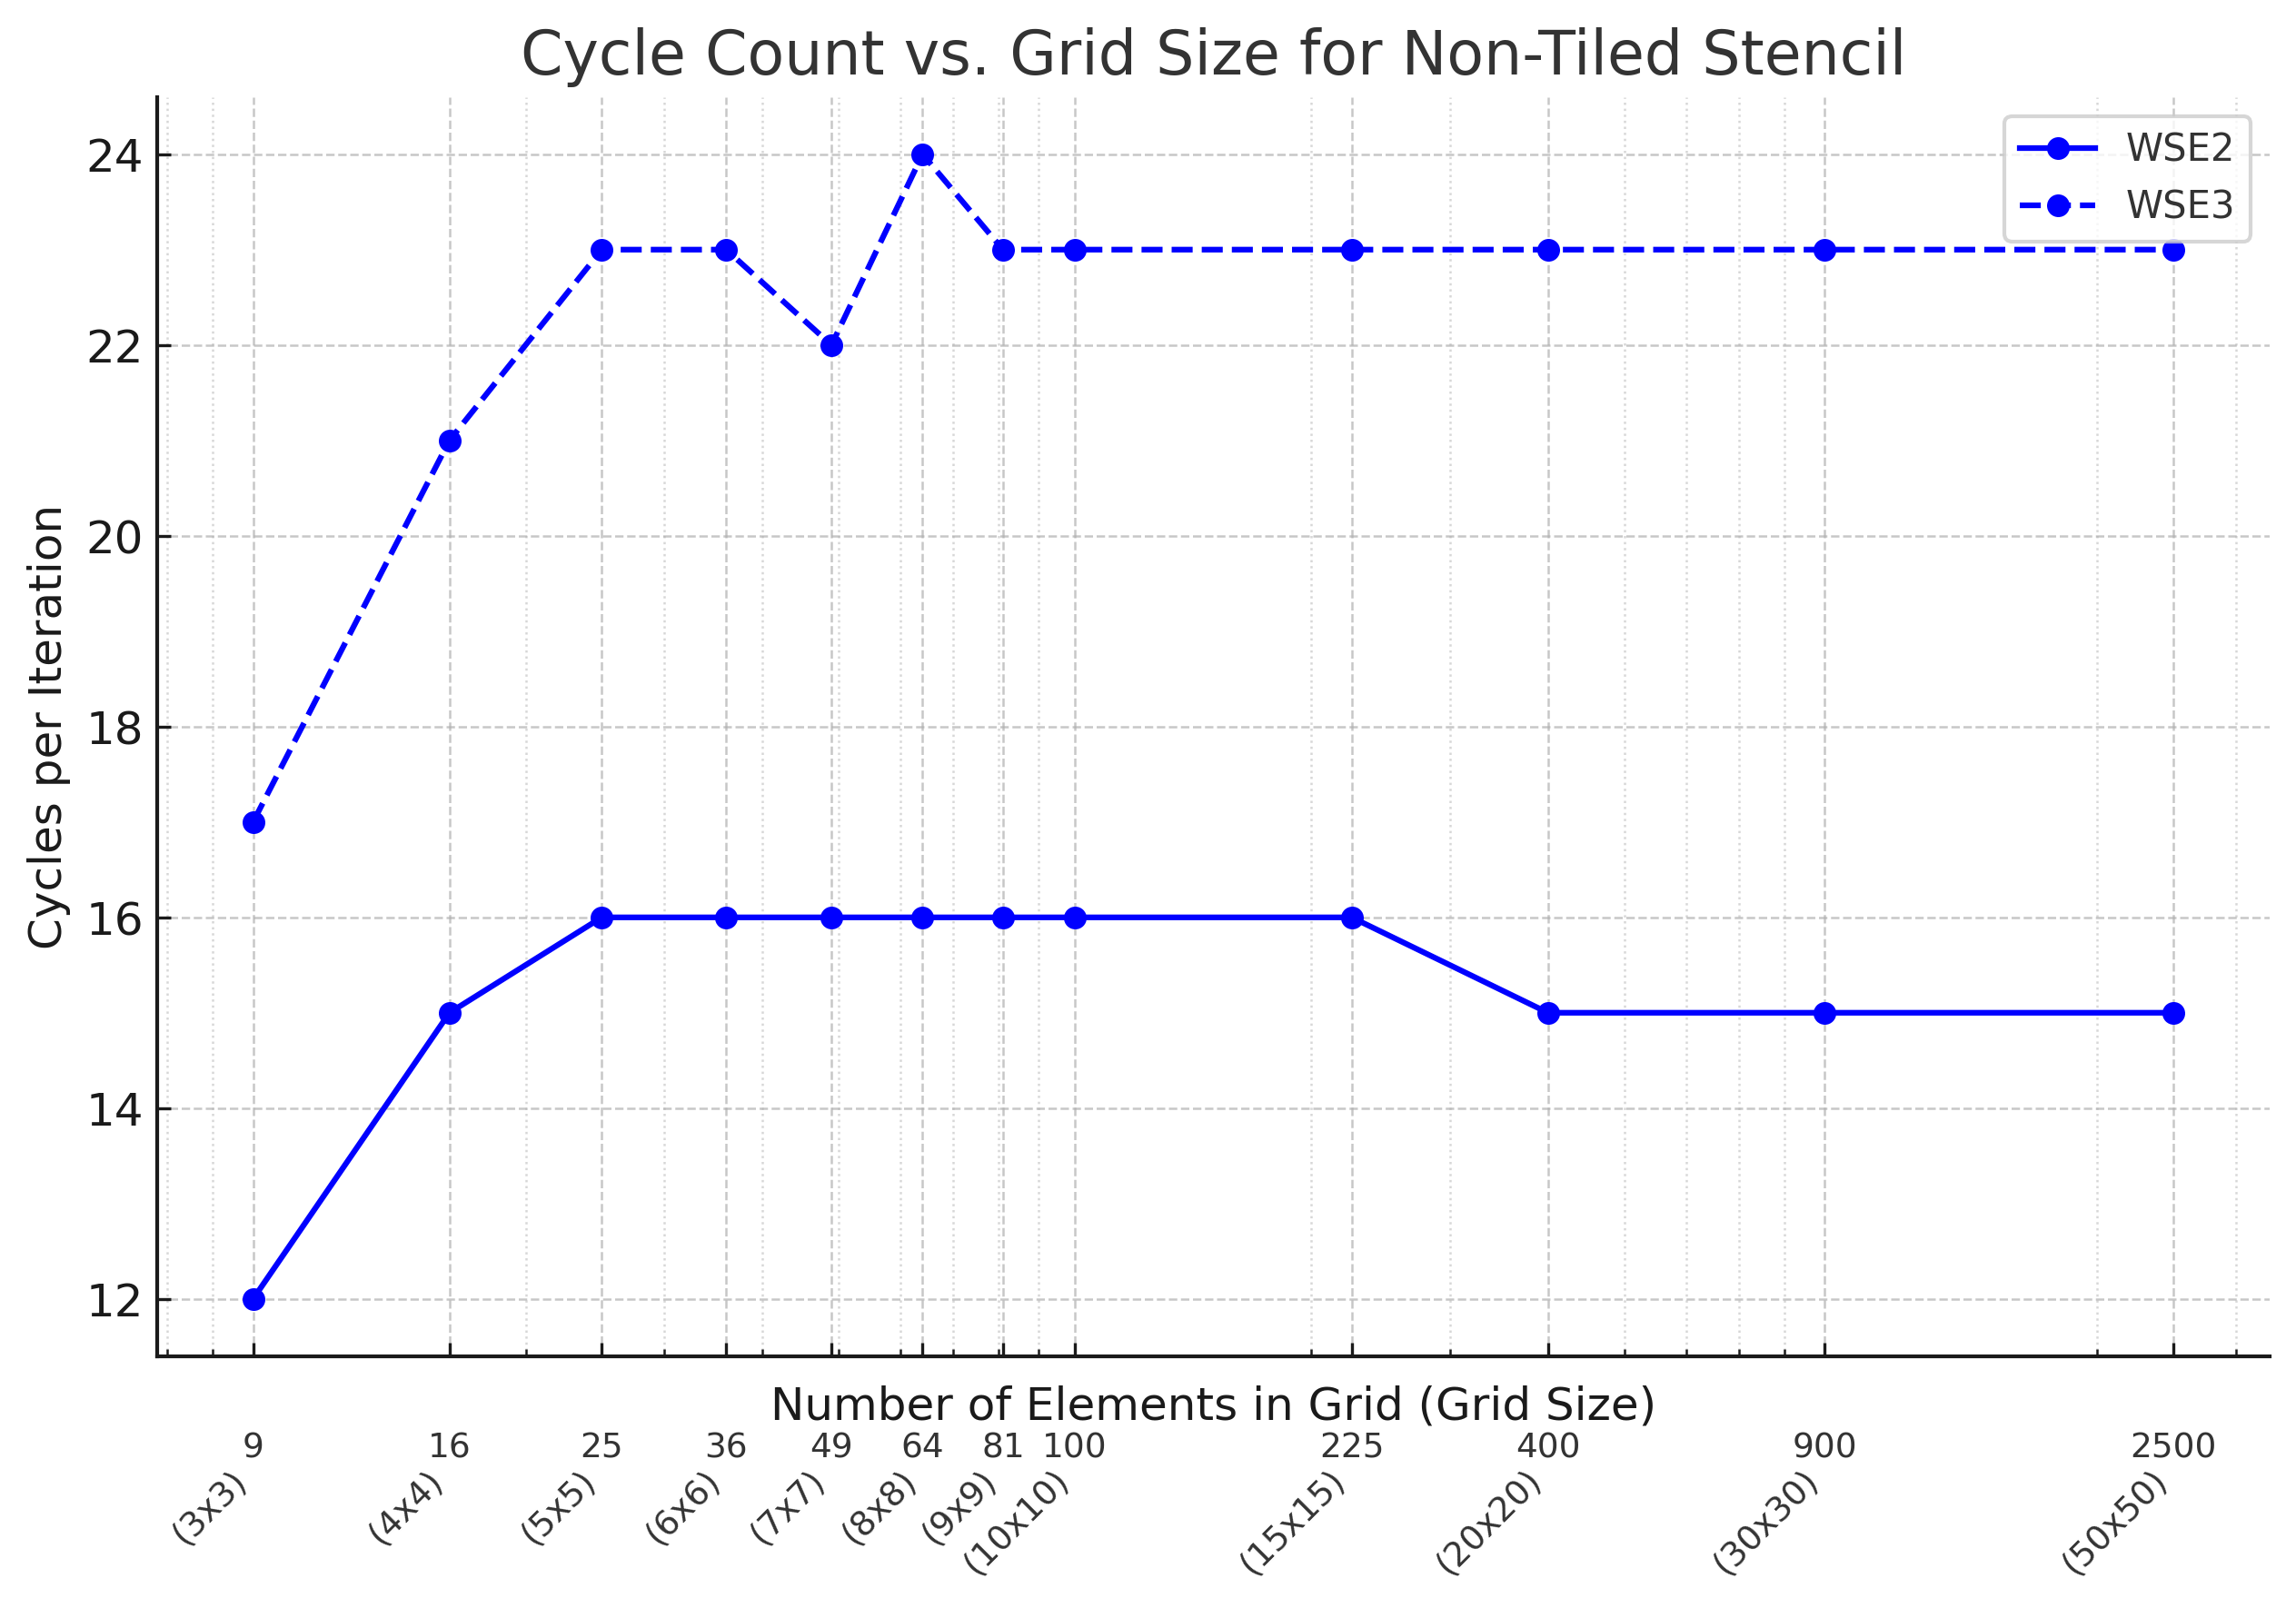 Cycle Count vs. Grid Size for Non-Tiled Stencil
WSE2
WSE3
Cycles per Iteration
24
22
20
18
16
14
12
Number of Elements in Grid (Grid Size)
9 16 25 36 49 64 81 100 225 400 900 2500
(3x3) (4x4) (5x5) (6x6) (7x7) (8x8) (9x9) (10x10) (15x15) (20x20) (30x30) (50x50)